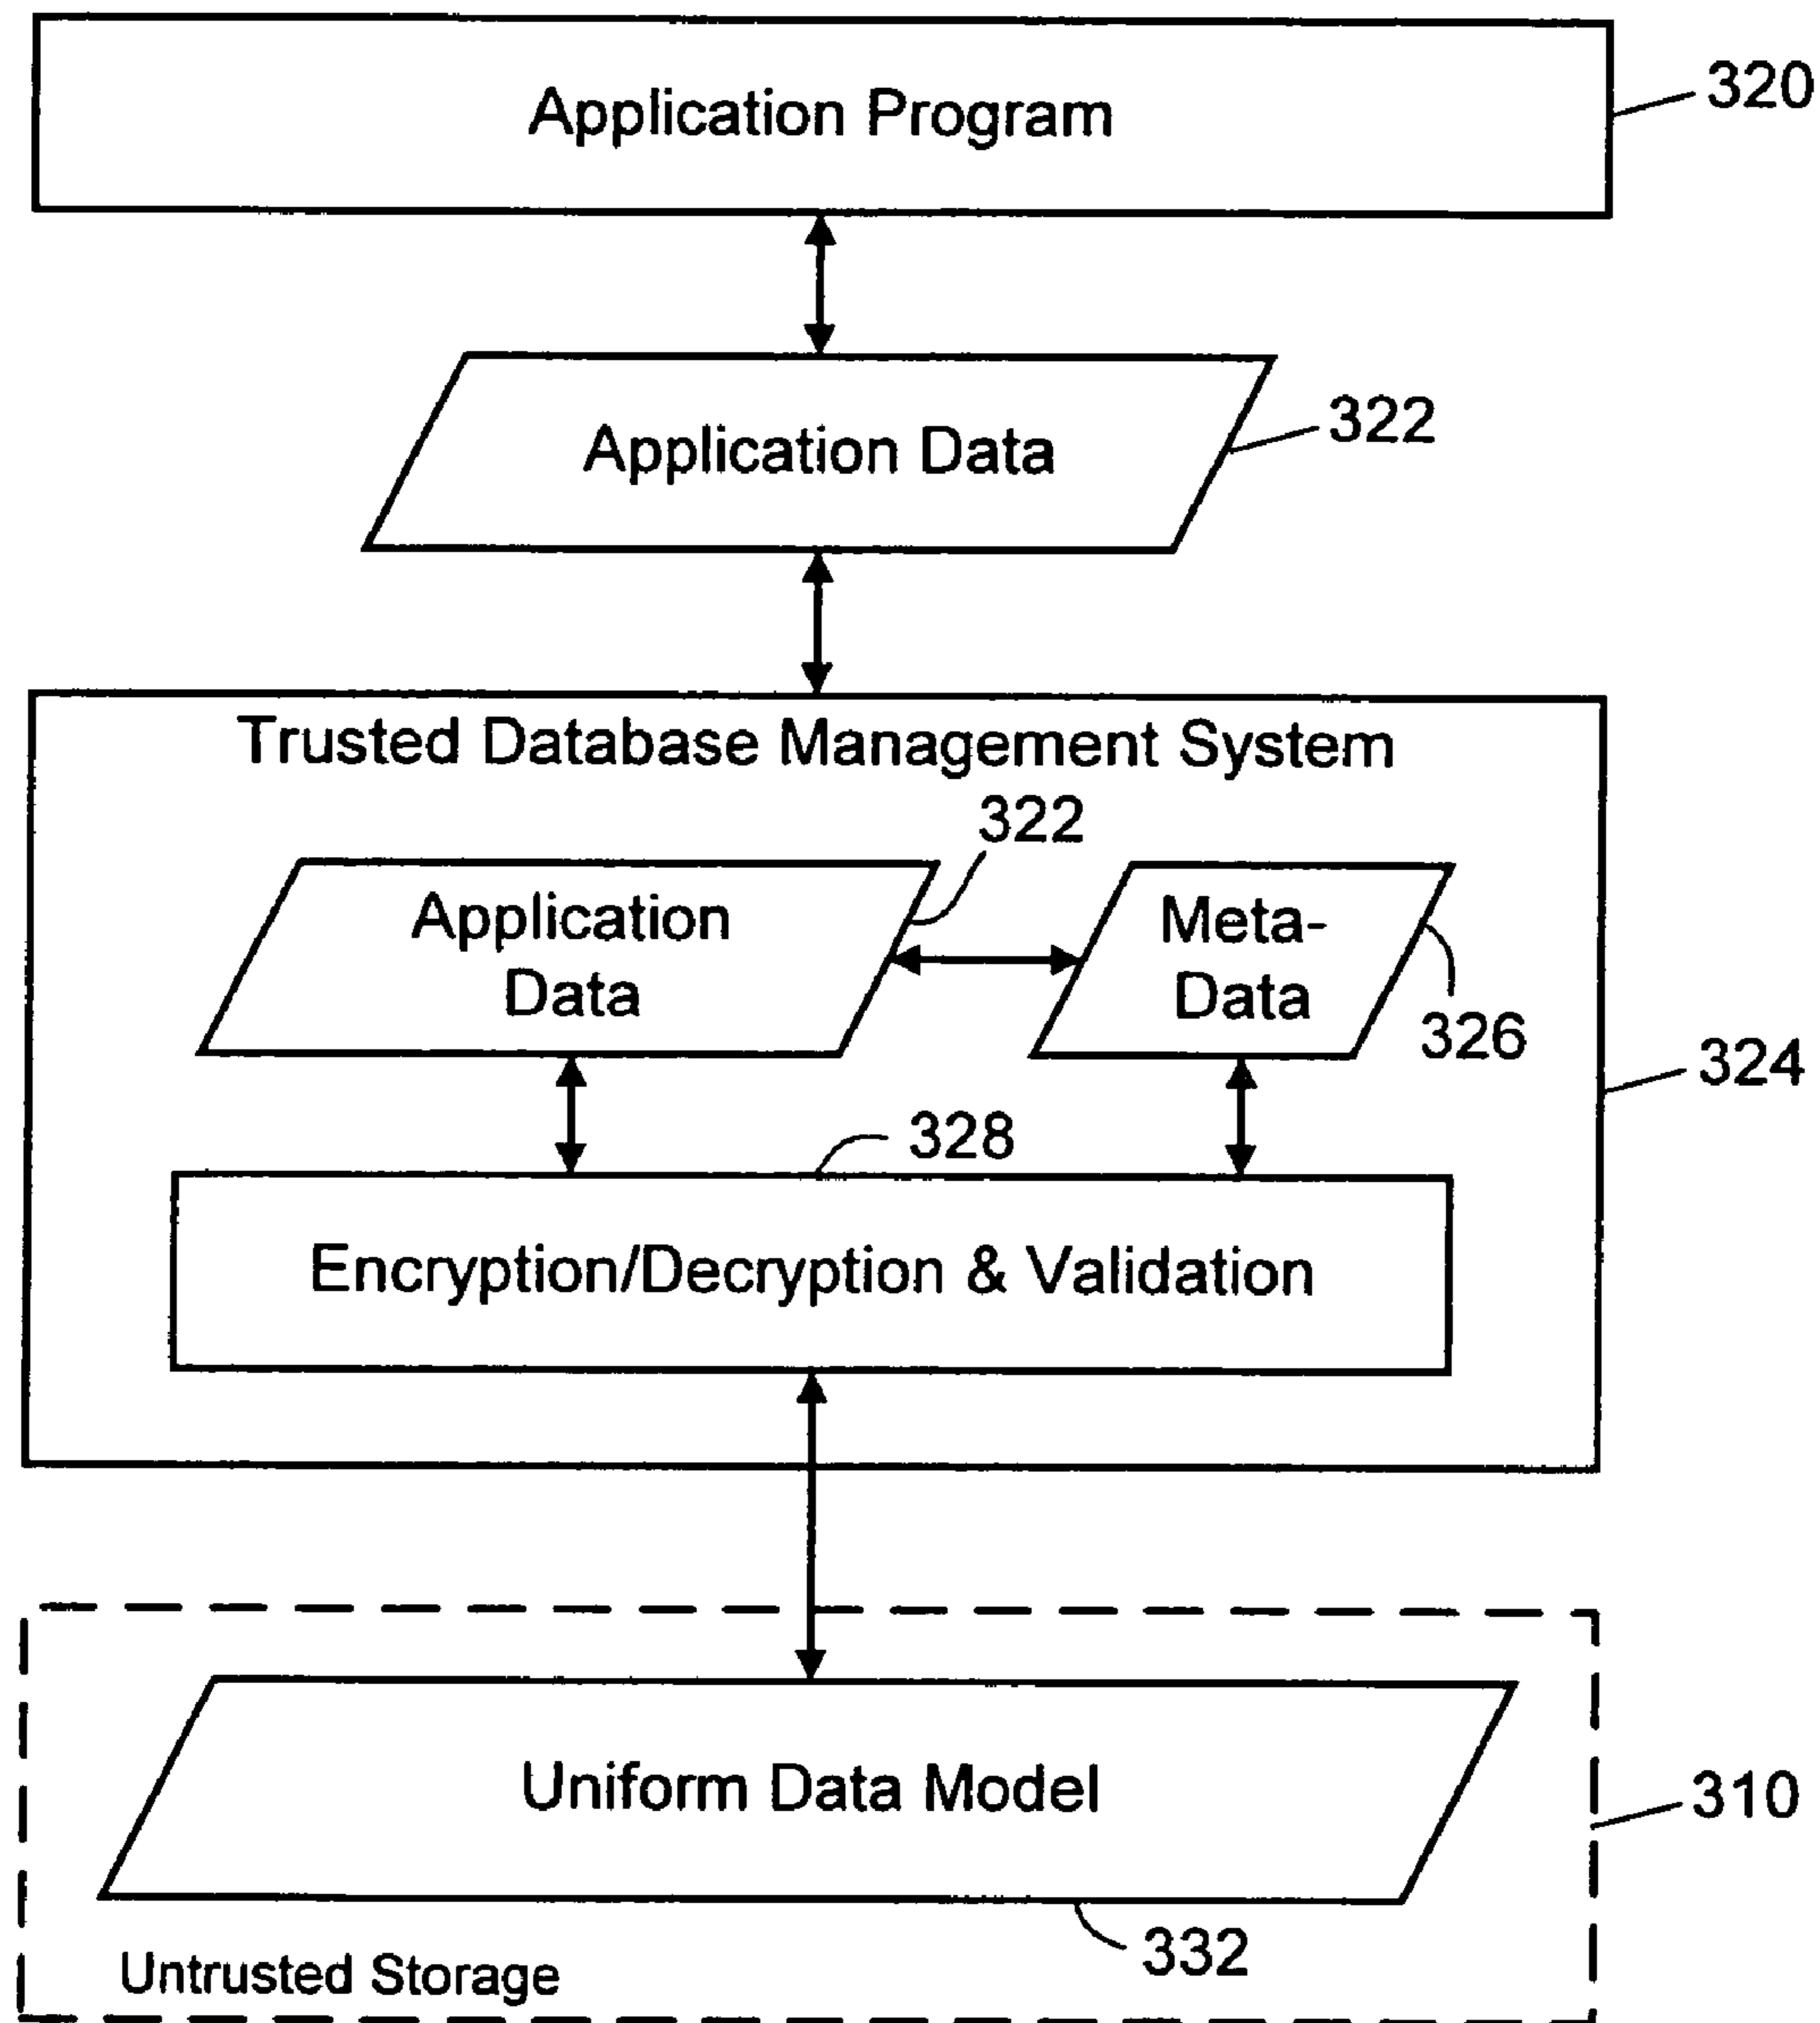 Application Program
320
Application Data
322
Trusted Database Management System
322
Application
Data
Meta-
Data
326
324
328
Encryption/Decryption & Validation
Uniform Data Model
310
332
Untrusted Storage